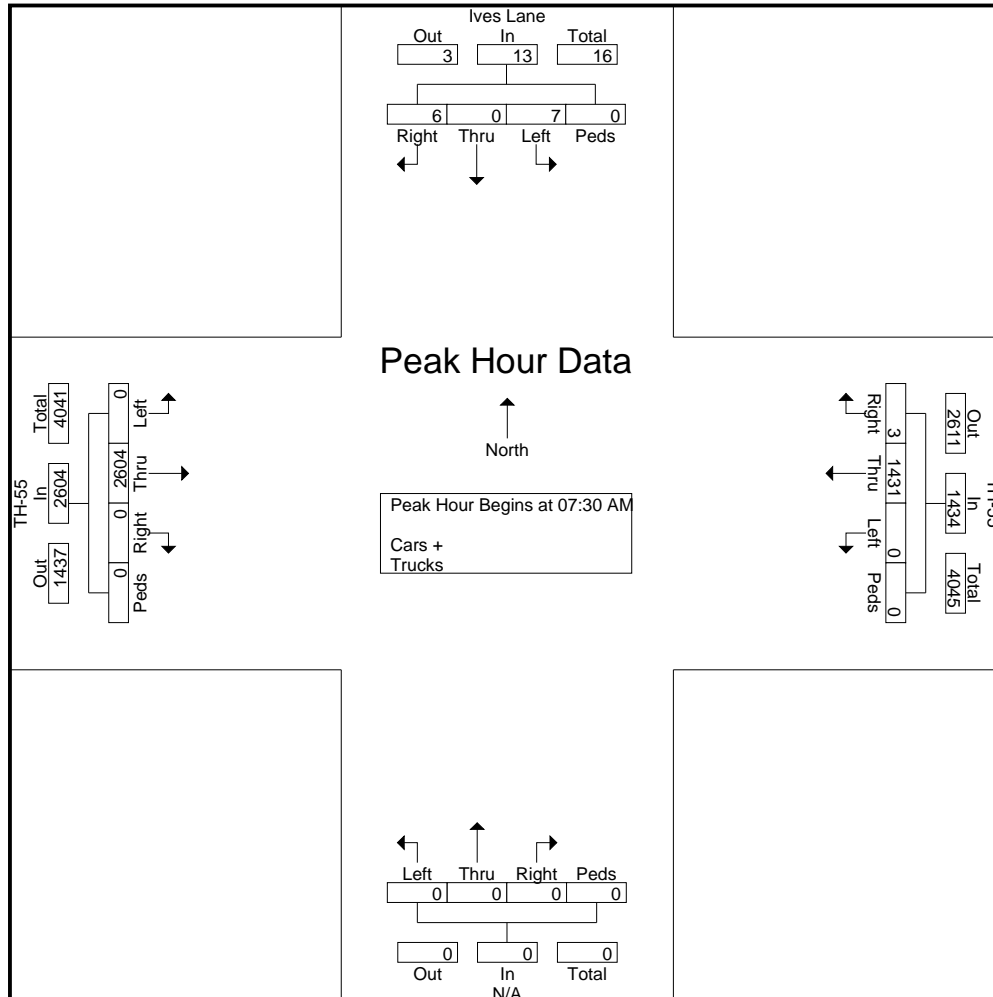 Ives Lane
Out In Total
3 13 16
6 0 7 0
Right Thru Left Peds
Peak Hour Data
North
Peak Hour Begins at 07:30 AM
Cars +
Trucks
TH-55
Total In Out
4041 2604 1437
0 2604 0 0
Left Thru Right Peds
Right Thru Left Peds
3 1431 0 0
Out In Total
2611 1434 4045
Left Thru Right Peds
0 0 0 0
0 0 0
Out In Total
N/A